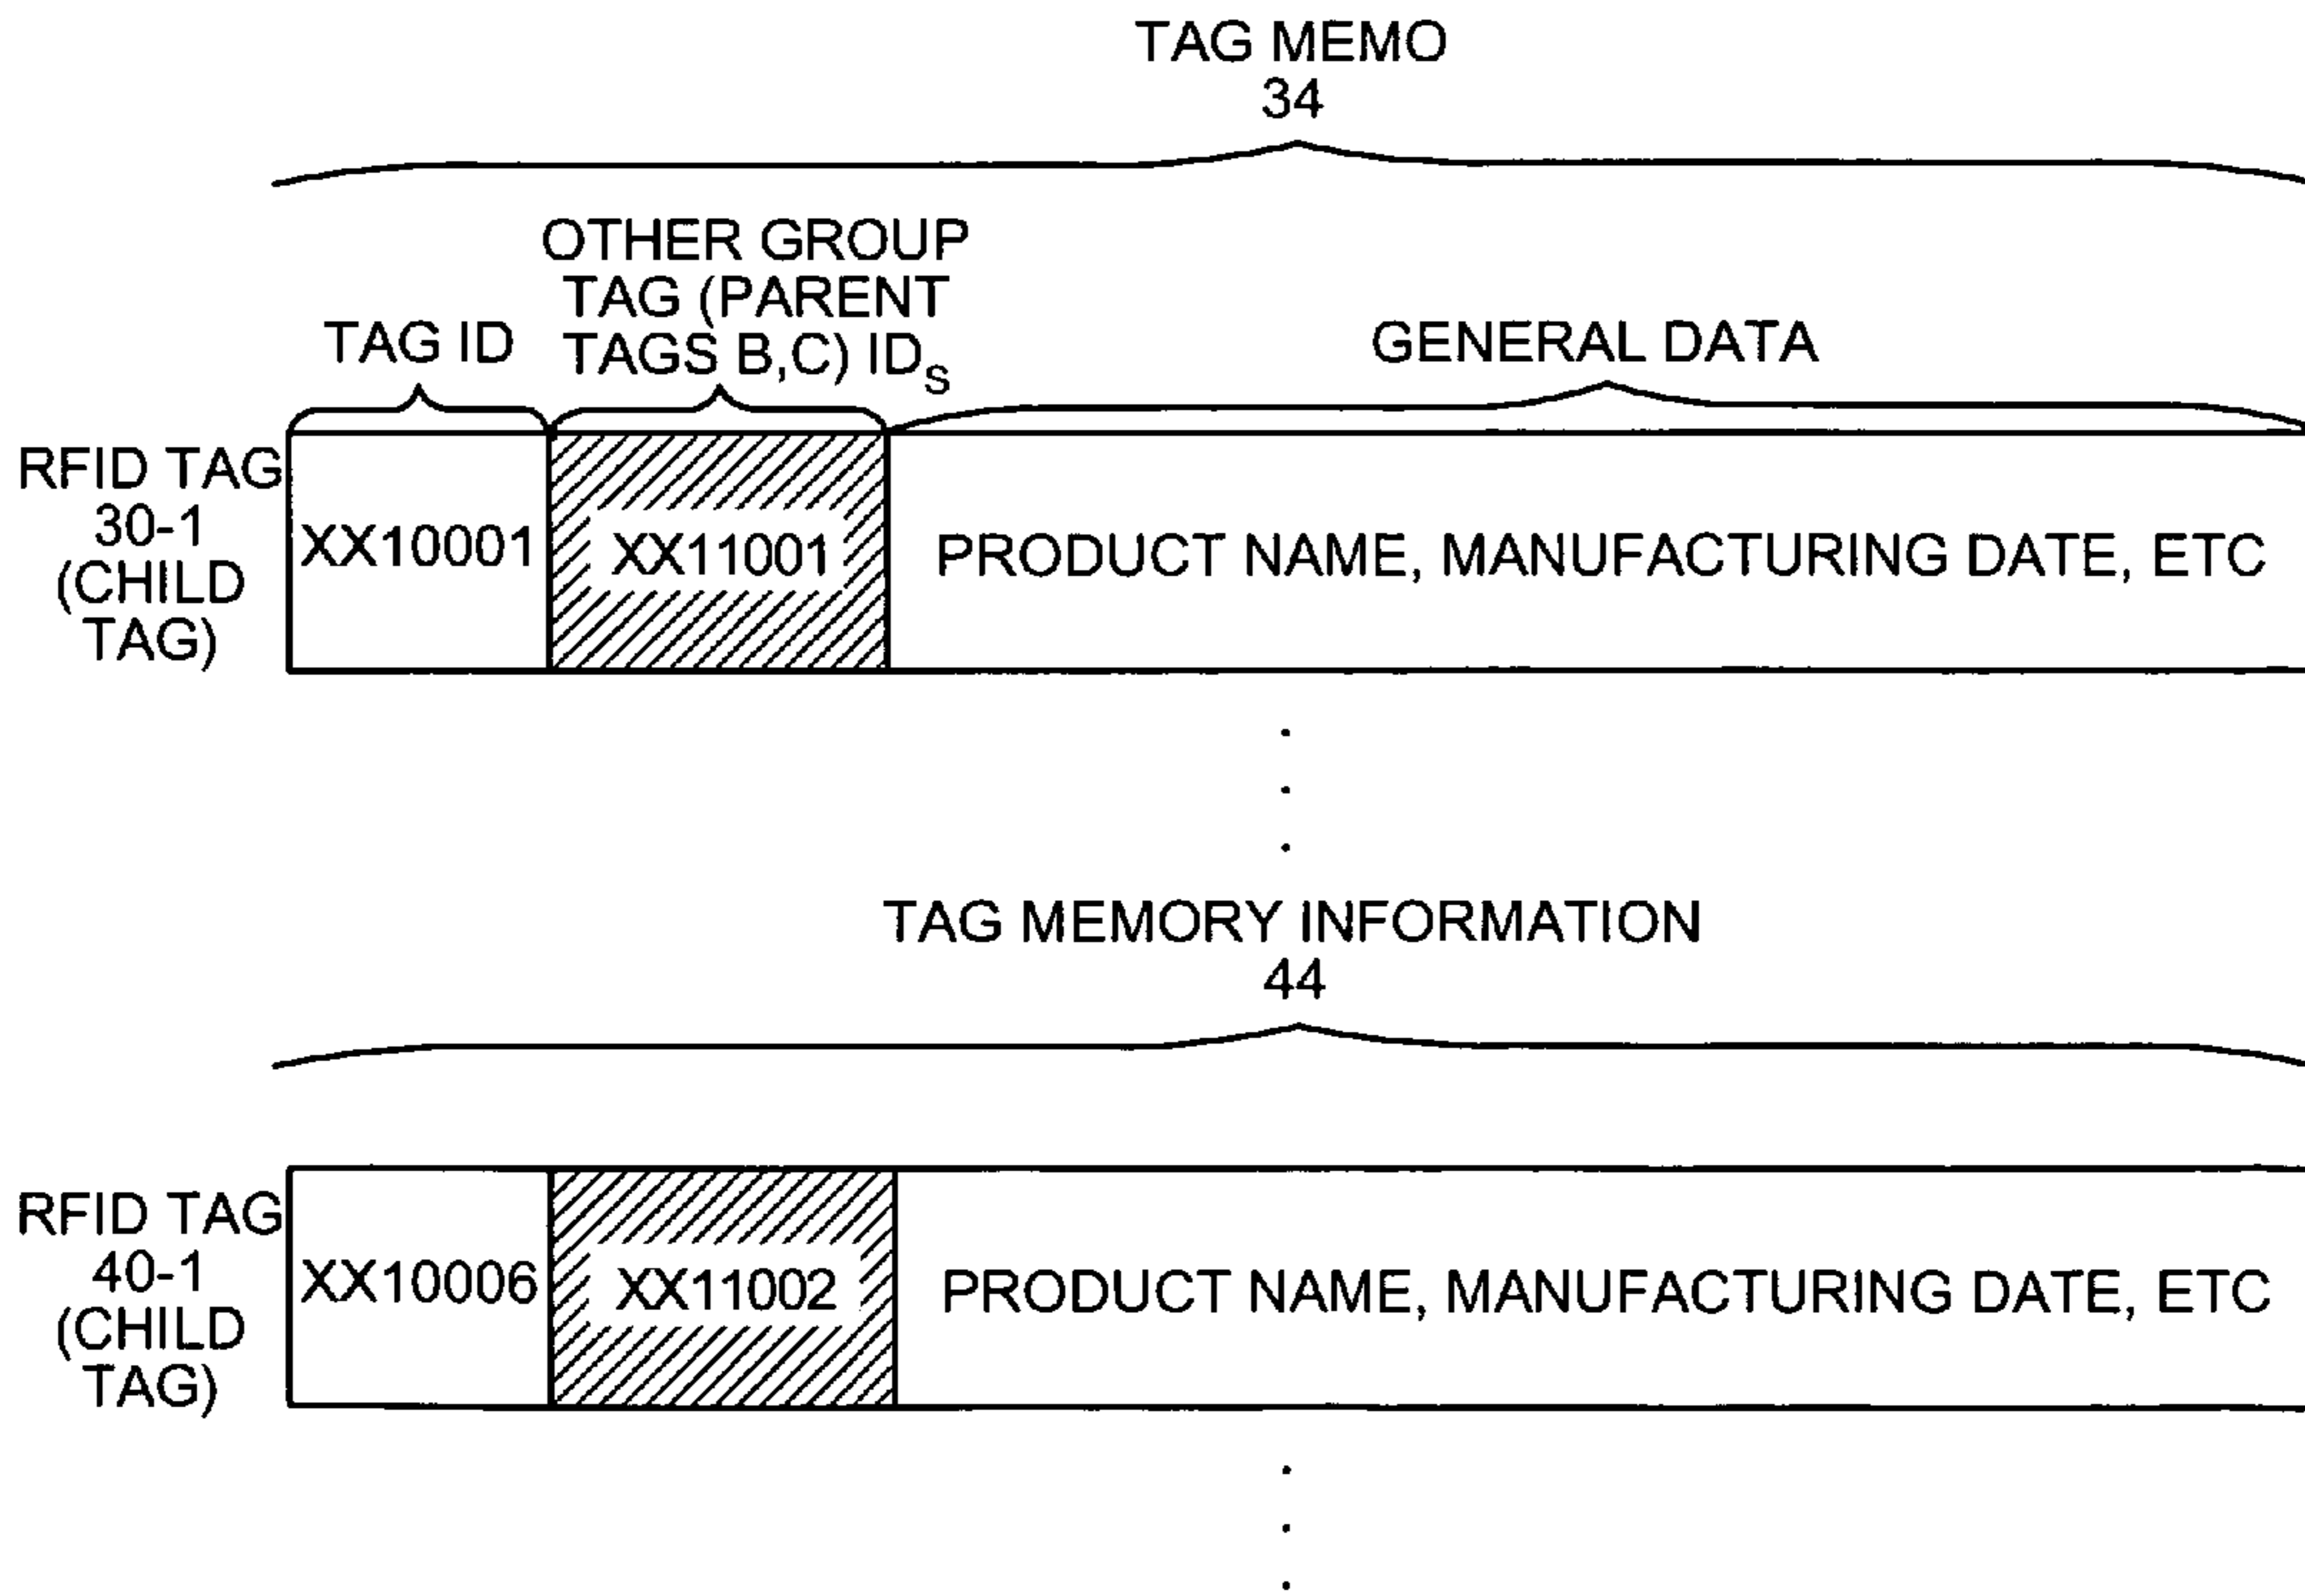 TAG MEMO
34
OTHER GROUP
TAG (PARENT
TAGS B,C) IDS
TAG ID
GENERAL DATA
RFID TAG
30-1
(CHILD
TAG)
XX10001
XX11001
PRODUCT NAME, MANUFACTURING DATE, ETC
TAG MEMORY INFORMATION
44
RFID TAG
40-1
(CHILD
TAG)
XX10006
XX11002
PRODUCT NAME, MANUFACTURING DATE, ETC